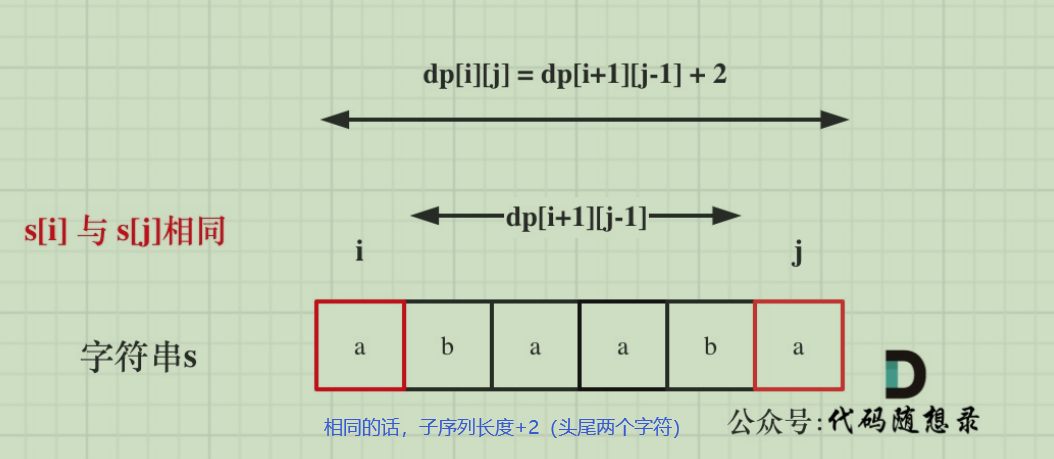 dp[i][j] = dp[i+1][j-1] + 2
dp[i+1][j-1]
s[i] 与 s[j]相同
i
j
字符串s
a b a a b a
相同的话，子序列长度+2（头尾两个字符）
公众号:代码随想录